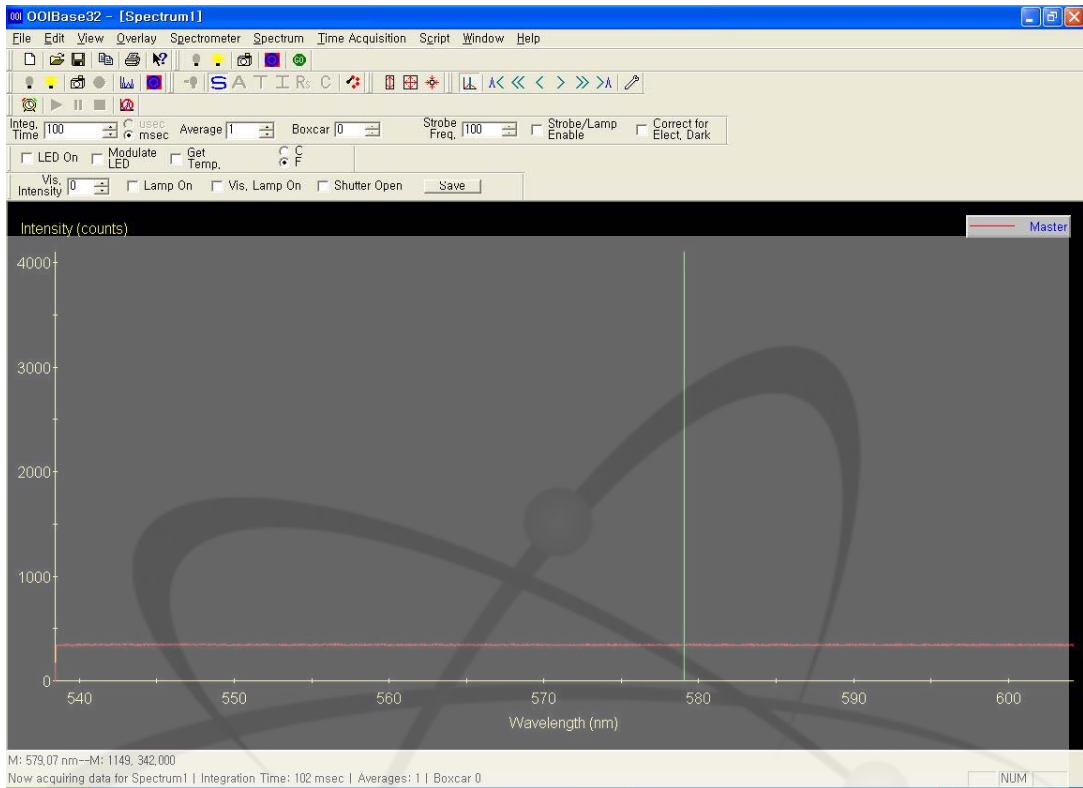 OOI OOIBase32 - [Spectrum1]
File Edit View Overlay Spectrometer Spectrum Time Acquisition Script Window Help
S A T I Rs C
Integ. Time 100 usec msec Average 1 Boxcar 0 Strobe Freq. 100 Strobe/Lamp Enable Correct for Elect. Dark
LED On Modulate LED Get Temp. C F
Vis. Intensity 0 Lamp On Vis. Lamp On Shutter Open Save
Intensity (counts)
Master
4000
3000
2000
1000
0
540 550 560 570 580 590 600
Wavelength (nm)
M: 579,07 nm--M: 1149, 342,000
Now acquiring data for Spectrum1 | Integration Time: 102 msec | Averages: 1 | Boxcar 0
NUM